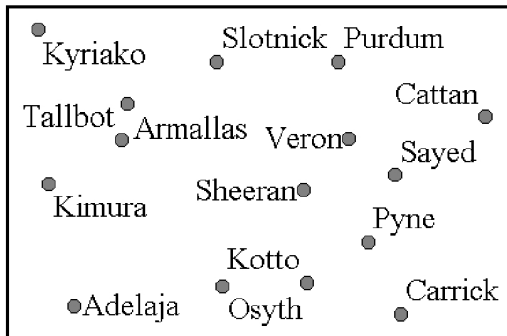 Slotnick
Purdum
Kyriako
Cattan
Tallbot
Armallas
Veron
Sayed
Sheeran
Kimura
Pyne
Kotto
Carrick
Adelaja
Osyth